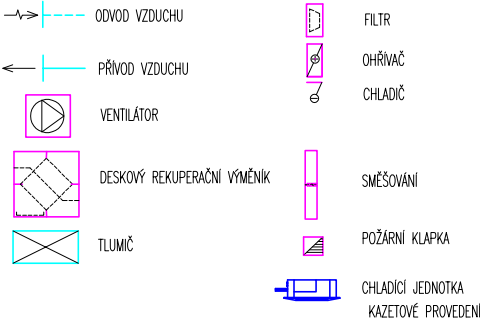 ODVOD VZDUCHU
PŘÍVOD VZDUCHU
VENTILÁTOR
DESKOVÝ REKUPERAČNÍ VÝMĚNÍK
TLUMIČ
FILTR
OHŘÍVAČ
CHLADIČ
SMĚŠOVÁNÍ
POŽÁRNÍ KLAPKA
CHLADÍCÍ JEDNOTKA
KAZETOVÉ PROVEDENÍ